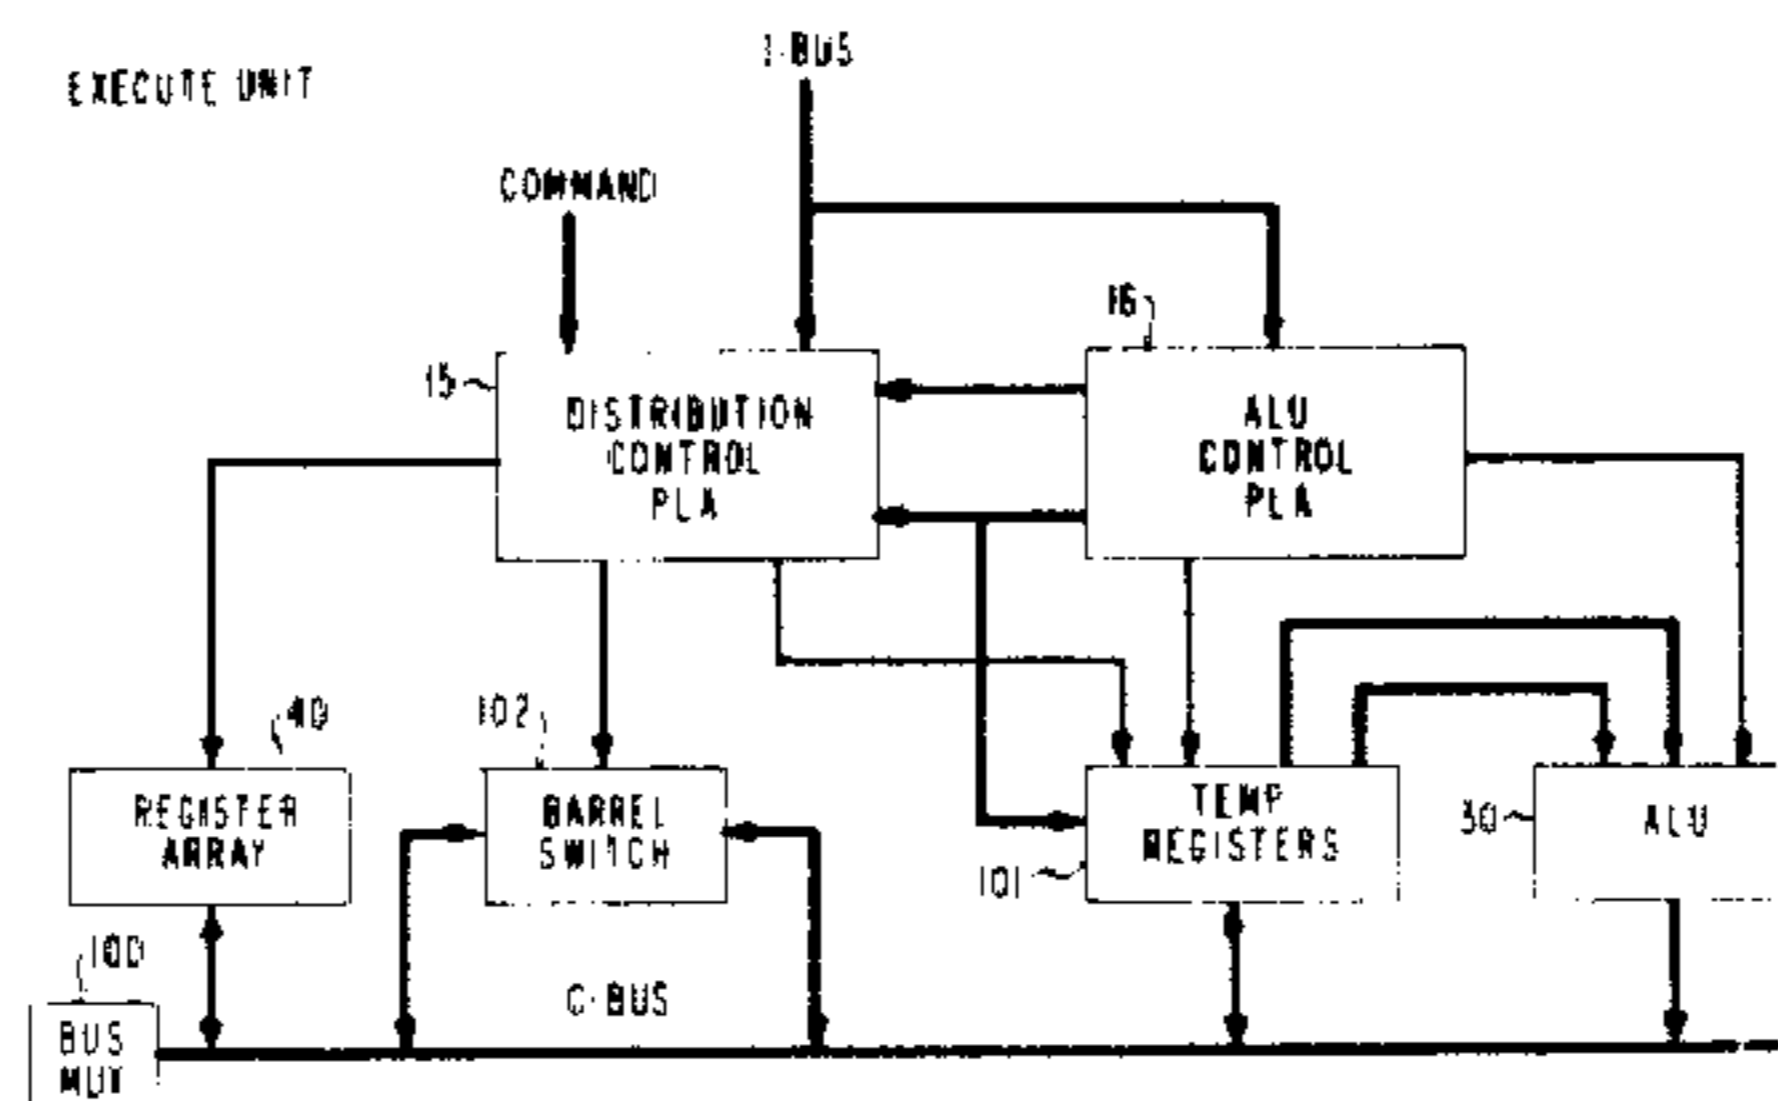 I-BUS
EXECUTE UNIT
COMMAND
16
15
DISTRIBUTION
CONTROL
PLA
ALU
CONTROL
PLA
40
102
REGISTER
ARRAY
BARREL
SWITCH
TEMP
REGISTERS
30
ALU
101
100
C-BUS
BUS
MUX